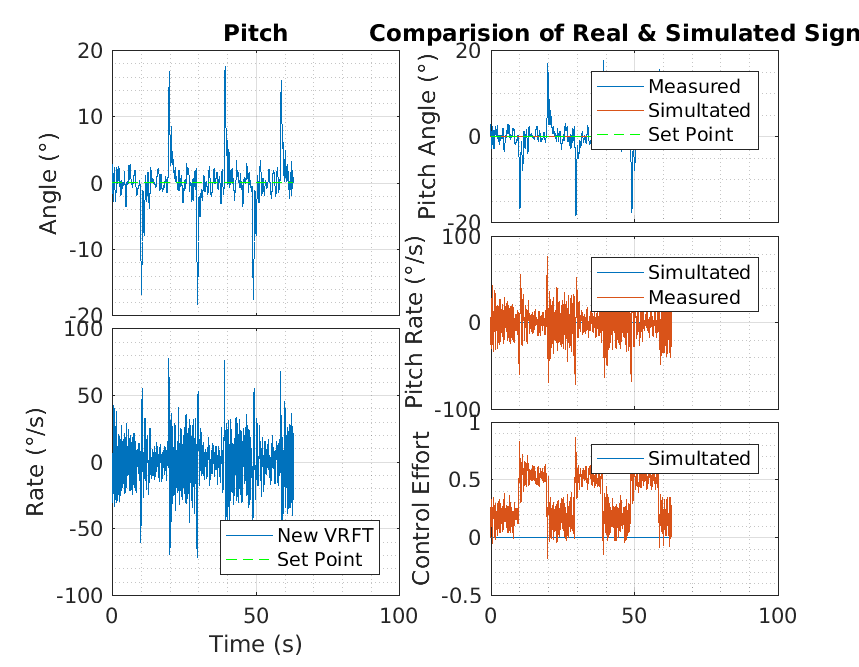 Pitch
20
10
0
-10
-20
Angle (°)
100
50
0
-50
-100
Rate (°/s)
New VRFT
Set Point
0
50
100
Time (s)
Comparision of Real & Simulated Sign
20
0
-20
Pitch Angle (°)
Measured
Simultated
Set Point
100
0
-100
Pitch Rate (°/s)
Simultated
Measured
1
0.5
0
-0.5
Control Effort
Simultated
0
50
100